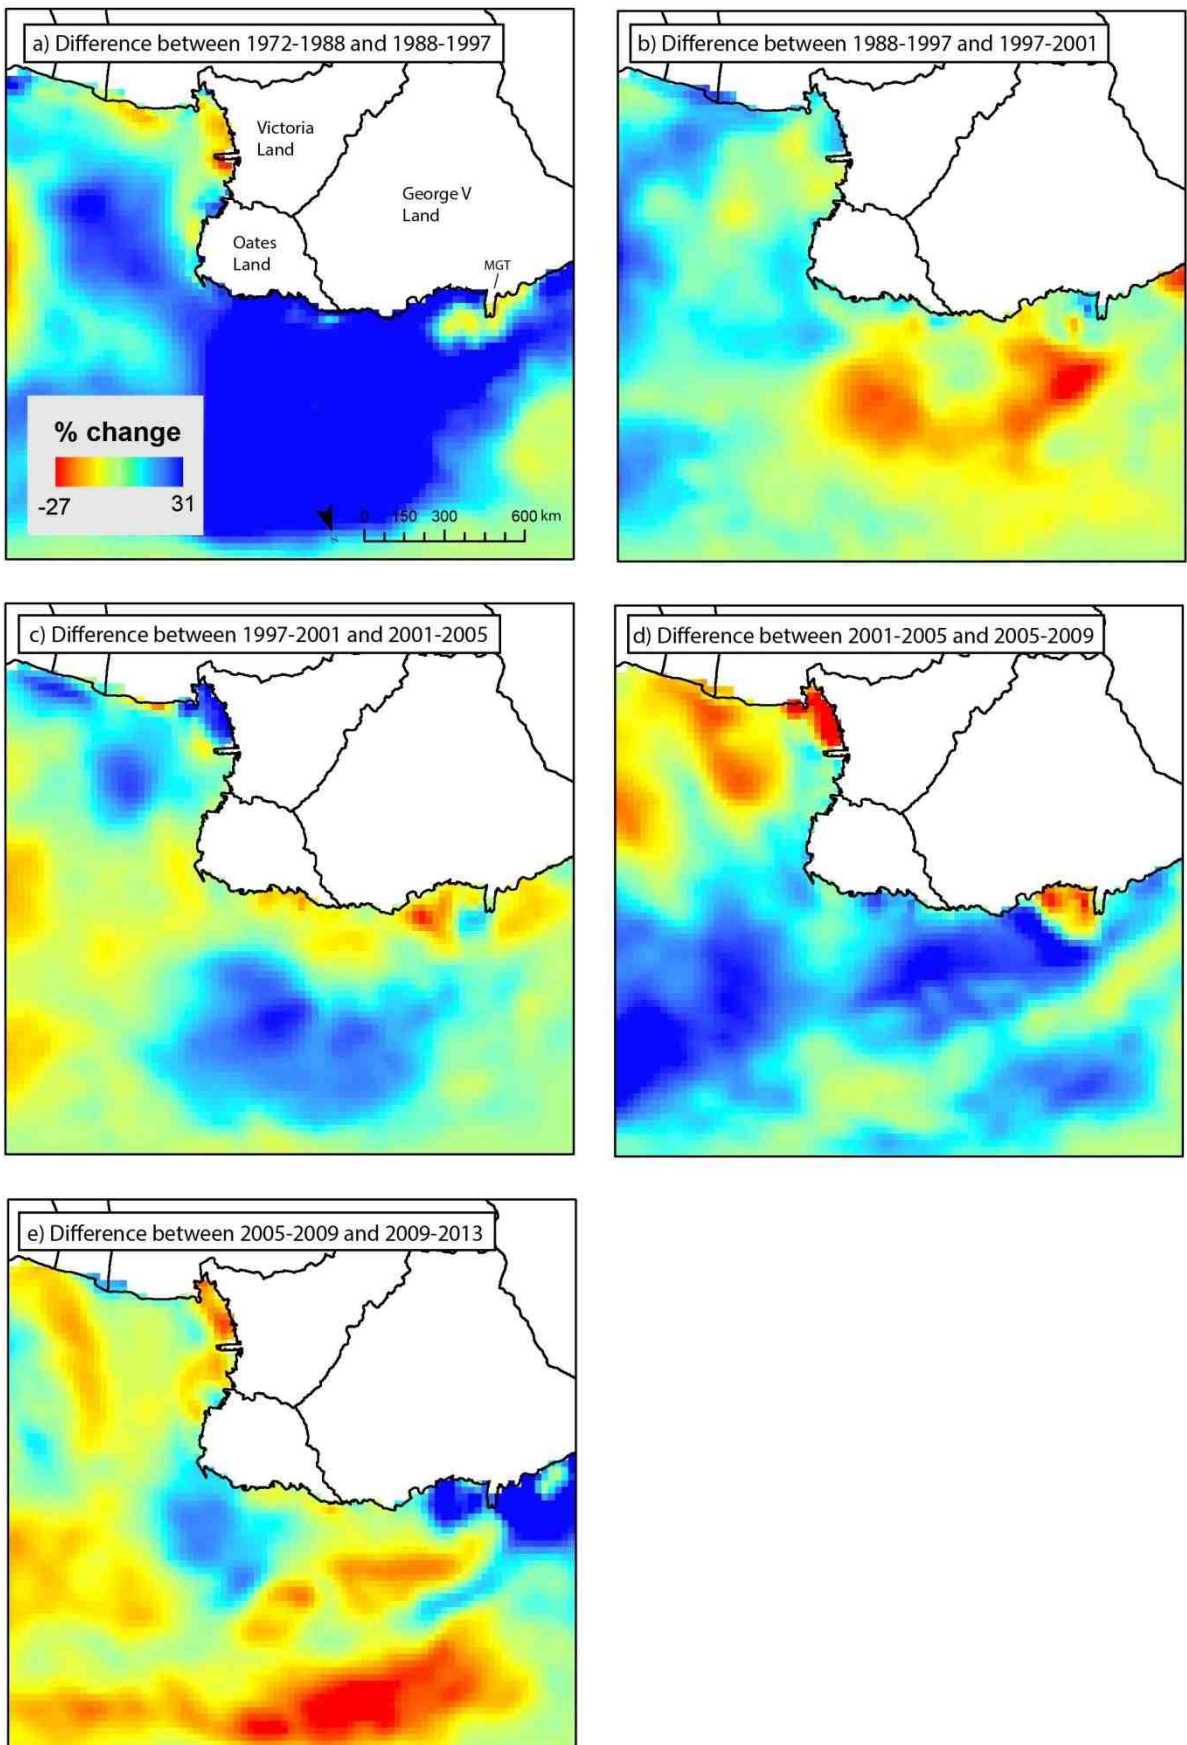 a) Difference between 1972-1988 and 1988-1997
b) Difference between 1988-1997 and 1997-2001
Victoria
Land
George V
Land
Oates
Land
MGT
% change
-27 31
0 150 300 600 km
c) Difference between 1997-2001 and 2001-2005
d) Difference between 2001-2005 and 2005-2009
e) Difference between 2005-2009 and 2009-2013